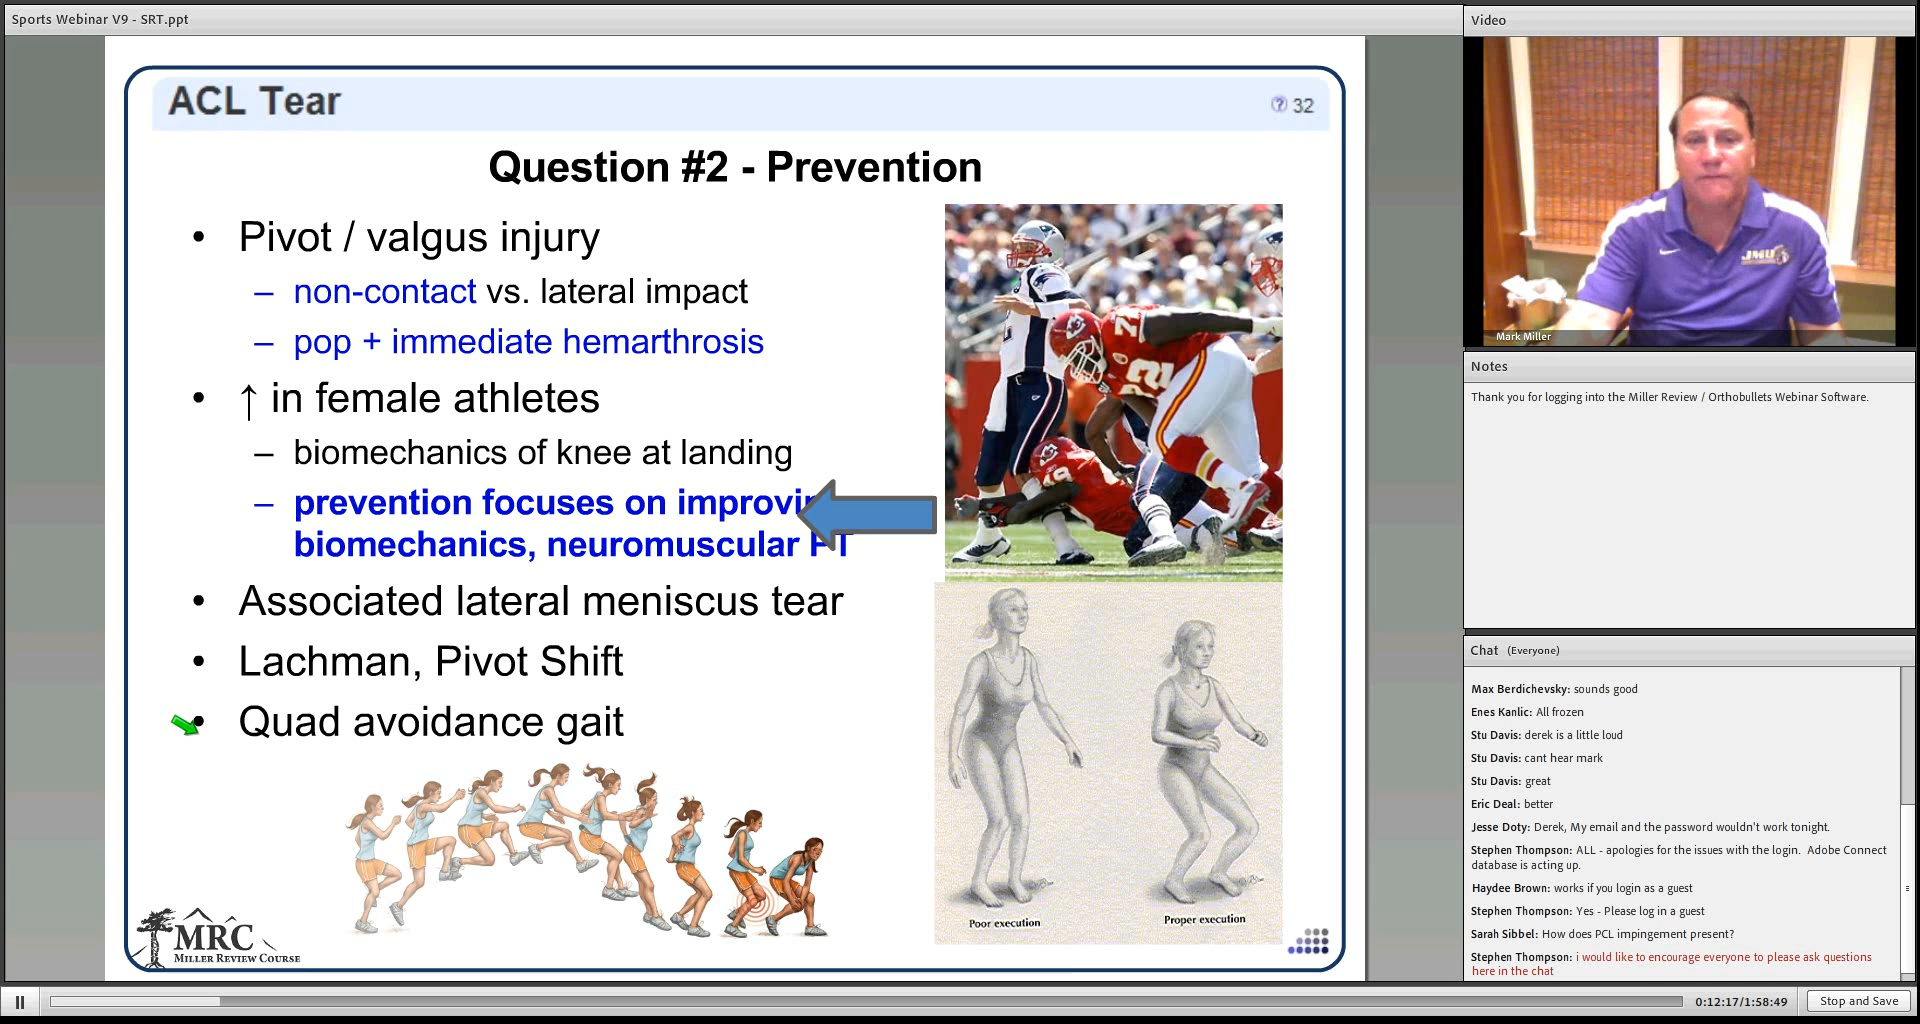 Sports Webinar V9 - SRT.ppt
ACL Tear
32
Question #2 - Prevention
• Pivot / valgus injury
– non-contact vs. lateral impact
– pop + immediate hemarthrosis
• ↑ in female athletes
– biomechanics of knee at landing
– prevention focuses on improvi
biomechanics, neuromuscular PT
• Associated lateral meniscus tear
• Lachman, Pivot Shift
• Quad avoidance gait
72
49
Poor execution
Proper execution
MRC
MILLER REVIEW COURSE
Video
JMU
Mark Miller
Notes
Thank you for logging into the Miller Review / Orthobullets Webinar Software.
Chat (Everyone)
Max Berdichevsky: sounds good
Enes Kanlic: All frozen
Stu Davis: derek is a little loud
Stu Davis: cant hear mark
Stu Davis: great
Eric Deal: better
Jesse Doty: Derek, My email and the password wouldn't work tonight.
Stephen Thompson: ALL - apologies for the issues with the login. Adobe Connect
database is acting up.
Haydee Brown: works if you login as a guest
Stephen Thompson: Yes - Please log in a guest
Sarah Sibbel: How does PCL impingement present?
Stephen Thompson: i would like to encourage everyone to please ask questions
here in the chat
0:12:17/1:58:49
Stop and Save